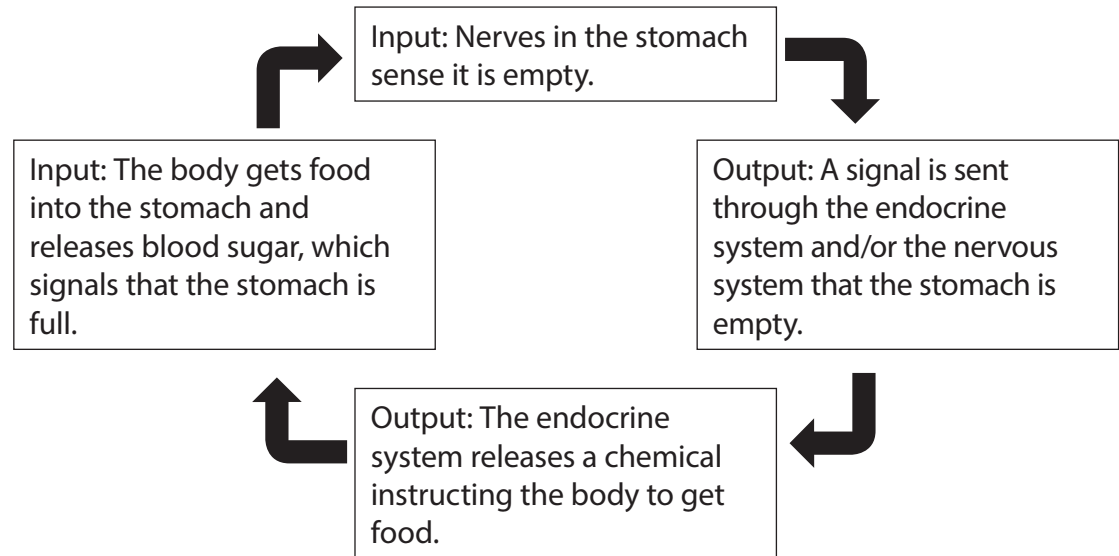 Input: Nerves in the stomach
sense it is empty.
Output: A signal is sent
through the endocrine
system and/or the nervous
system that the stomach is
empty.
Output: The endocrine
system releases a chemical
instructing the body to get
food.
Input: The body gets food
into the stomach and
releases blood sugar, which
signals that the stomach is
full.